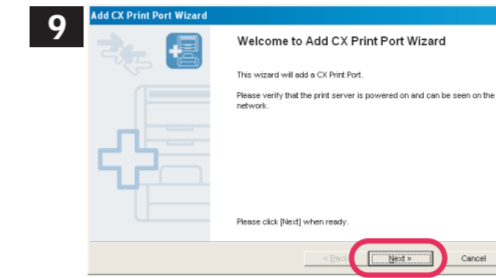 9
Add CX Print Port Wizard
Welcome to Add CX Print Port Wizard
This wizard will add a CX Print Port.
Please verify that the print server is powered on and can be seen on the
network.
Please click [Next] when ready.
< Back Next > Cancel